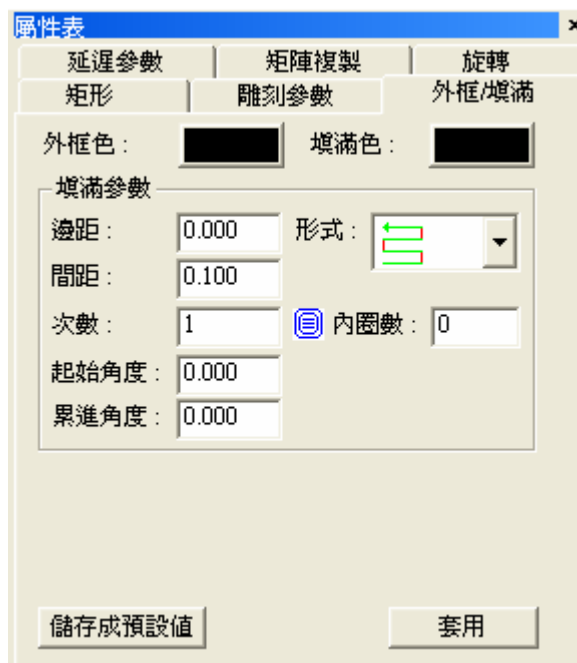 屬性表
延遲參數 矩陣複製 旋轉
矩形 雕刻參數 外框/填滿
外框色： 填滿色：
填滿參數
邊距： 0.000 形式：
間距： 0.100
次數： 1 內圈數： 0
起始角度： 0.000
累進角度： 0.000
儲存成預設值 套用